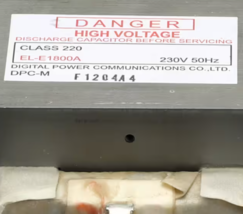 DANGER
HIGH VOLTAGE
DISCHARGE CAPACITOR BEFORE SERVICING
CLASS 220
EL-E1800A 230V 50Hz
DIGITAL POWER COMMUNICATIONS CO.,LTD.
DPC-M F1204A4